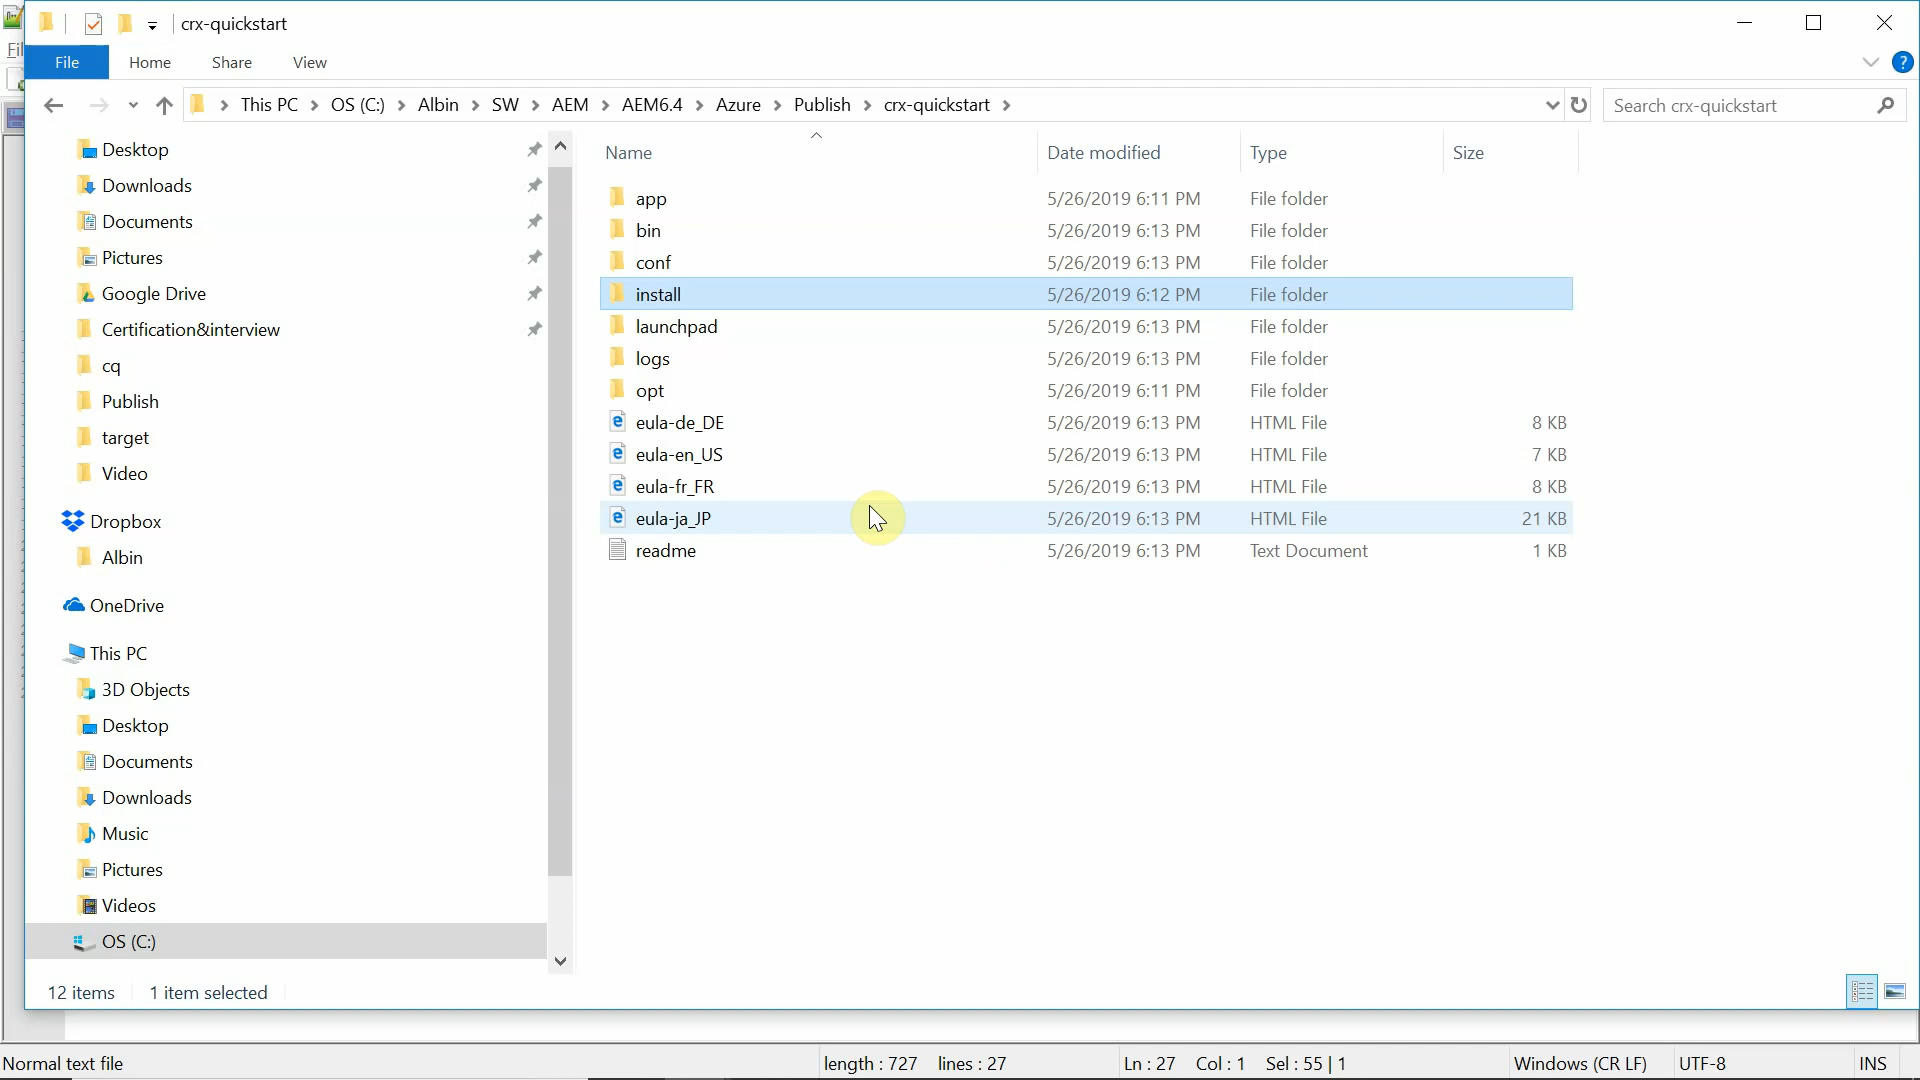 crx-quickstart
Fil
File Home Share View
This PC OS (C:) Albin SW AEM AEM6.4 Azure Publish crx-quickstart
Search crx-quickstart
Desktop
Downloads
Documents
Pictures
Google Drive
Certification&interview
cq
Publish
target
Video
Dropbox
Albin
OneDrive
This PC
3D Objects
Desktop
Documents
Downloads
Music
Pictures
Videos
OS (C:)
Name Date modified Type Size
app 5/26/2019 6:11 PM File folder
bin 5/26/2019 6:13 PM File folder
conf 5/26/2019 6:13 PM File folder
install 5/26/2019 6:12 PM File folder
launchpad 5/26/2019 6:13 PM File folder
logs 5/26/2019 6:13 PM File folder
opt 5/26/2019 6:11 PM File folder
eula-de_DE 5/26/2019 6:13 PM HTML File 8 KB
eula-en_US 5/26/2019 6:13 PM HTML File 7 KB
eula-fr_FR 5/26/2019 6:13 PM HTML File 8 KB
eula-ja_JP 5/26/2019 6:13 PM HTML File 21 KB
readme 5/26/2019 6:13 PM Text Document 1 KB
12 items 1 item selected
Normal text file length : 727 lines : 27 Ln : 27 Col : 1 Sel : 55 | 1 Windows (CR LF) UTF-8 INS